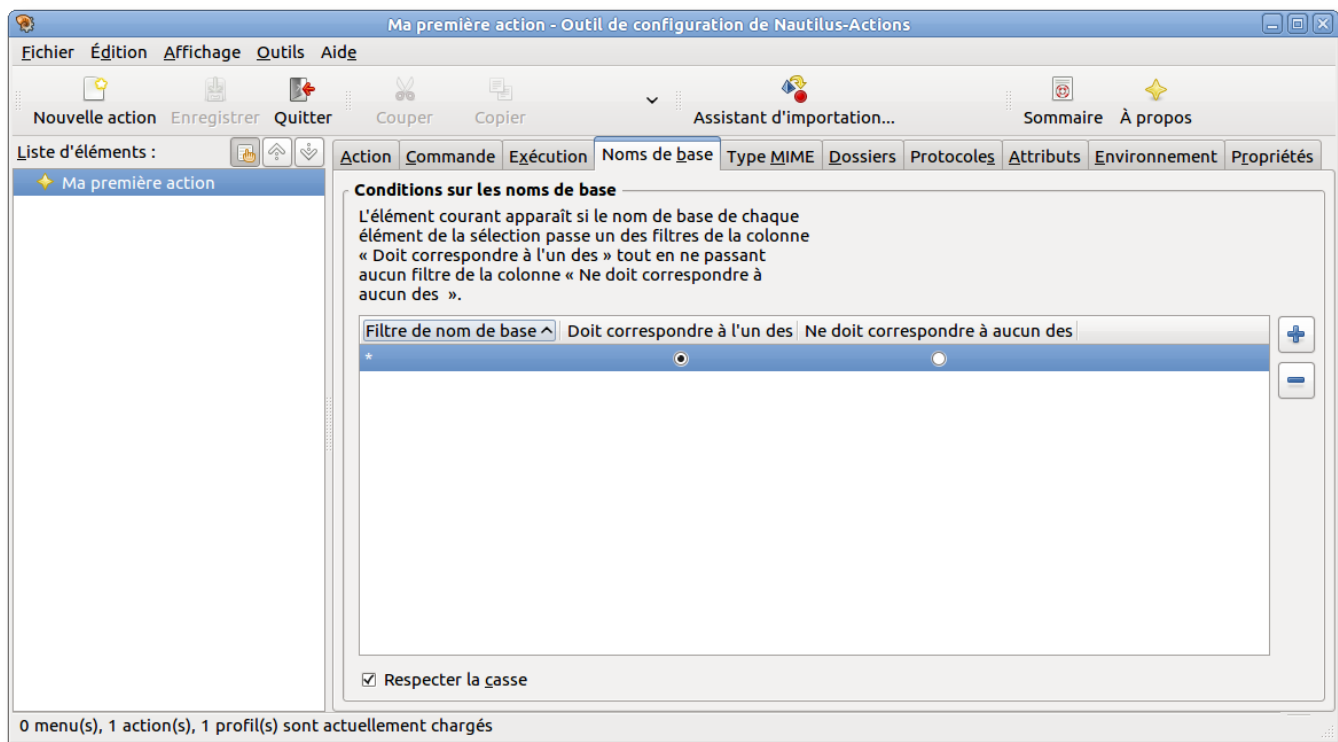 Ma première action - Outil de configuration de Nautilus-Actions
Fichier Édition Affichage Outils Aide
Nouvelle action Enregistrer Quitter Couper Copier Assistant d'importation... Sommaire À propos
Liste d'éléments :
Action Commande Exécution Noms de base Type MIME Dossiers Protocoles Attributs Environnement Propriétés
Ma première action
Conditions sur les noms de base
L'élément courant apparaît si le nom de base de chaque
élément de la sélection passe un des filtres de la colonne
« Doit correspondre à l'un des » tout en ne passant
aucun filtre de la colonne « Ne doit correspondre à
aucun des  ».
Filtre de nom de base Doit correspondre à l'un des Ne doit correspondre à aucun des
*
Respecter la casse
0 menu(s), 1 action(s), 1 profil(s) sont actuellement chargés